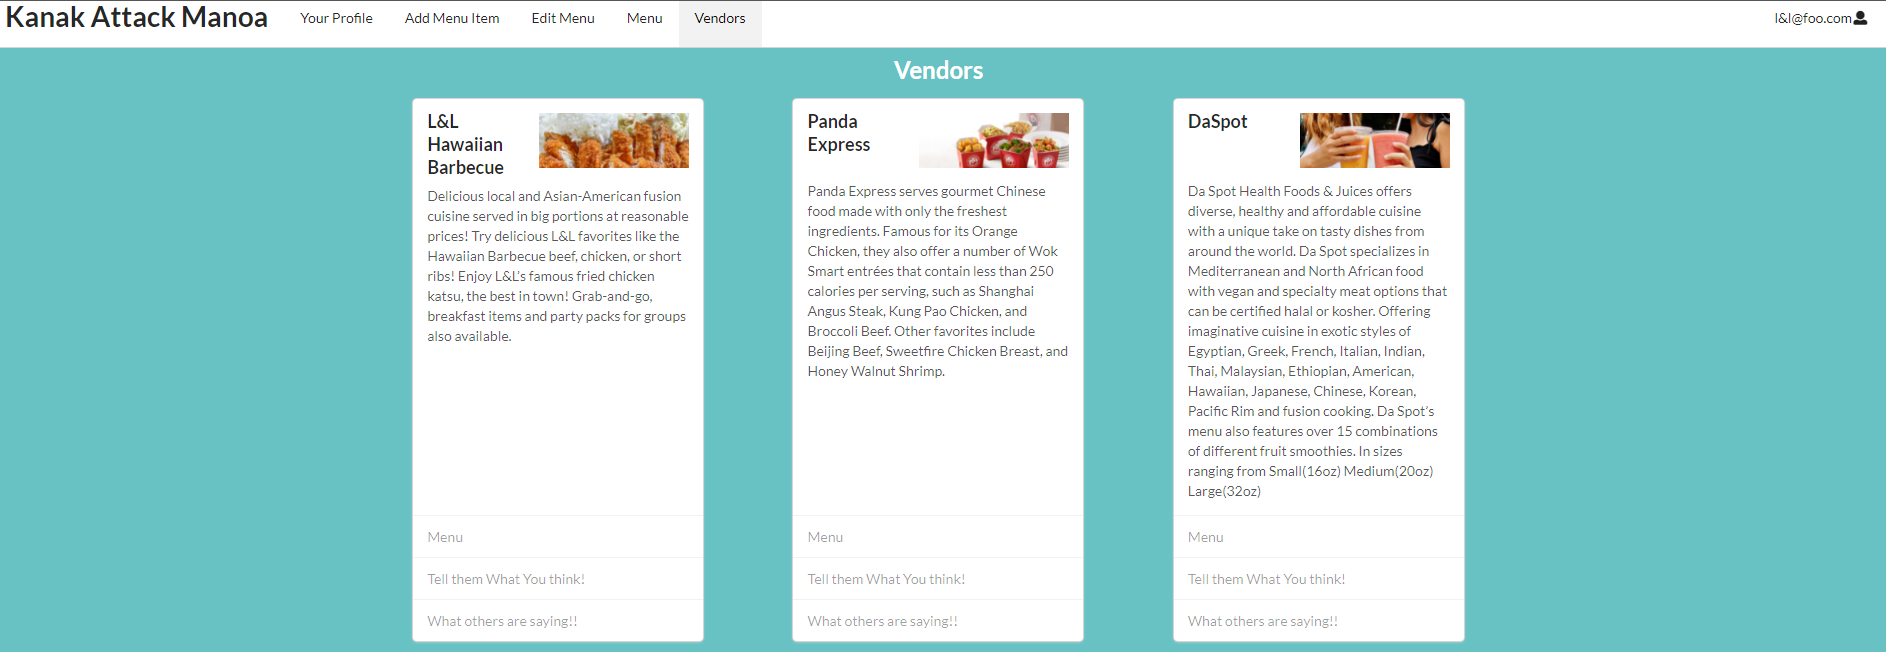 Kanak Attack Manoa
Your Profile
Add Menu Item
Edit Menu
Menu
Vendors
l&l@foo.com
Vendors
L&L
Hawaiian
Barbecue
Delicious local and Asian-American fusion
cuisine served in big portions at reasonable
prices! Try delicious L&L favorites like the
Hawaiian Barbecue beef, chicken, or short
ribs! Enjoy L&L's famous fried chicken
katsu, the best in town! Grab-and-go,
breakfast items and party packs for groups
also available.
Menu
Tell them What You think!
What others are saying!!
Panda
Express
Panda Express serves gourmet Chinese
food made with only the freshest
ingredients. Famous for its Orange
Chicken, they also offer a number of Wok
Smart entrées that contain less than 250
calories per serving, such as Shanghai
Angus Steak, Kung Pao Chicken, and
Broccoli Beef. Other favorites include
Beijing Beef, Sweetfire Chicken Breast, and
Honey Walnut Shrimp.
Menu
Tell them What You think!
What others are saying!!
DaSpot
Da Spot Health Foods & Juices offers
diverse, healthy and affordable cuisine
with a unique take on tasty dishes from
around the world. Da Spot specializes in
Mediterranean and North African food
with vegan and specialty meat options that
can be certified halal or kosher. Offering
imaginative cuisine in exotic styles of
Egyptian, Greek, French, Italian, Indian,
Thai, Malaysian, Ethiopian, American,
Hawaiian, Japanese, Chinese, Korean,
Pacific Rim and fusion cooking. Da Spot's
menu also features over 15 combinations
of different fruit smoothies. In sizes
ranging from Small(16oz) Medium(20oz)
Large(32oz)
Menu
Tell them What You think!
What others are saying!!